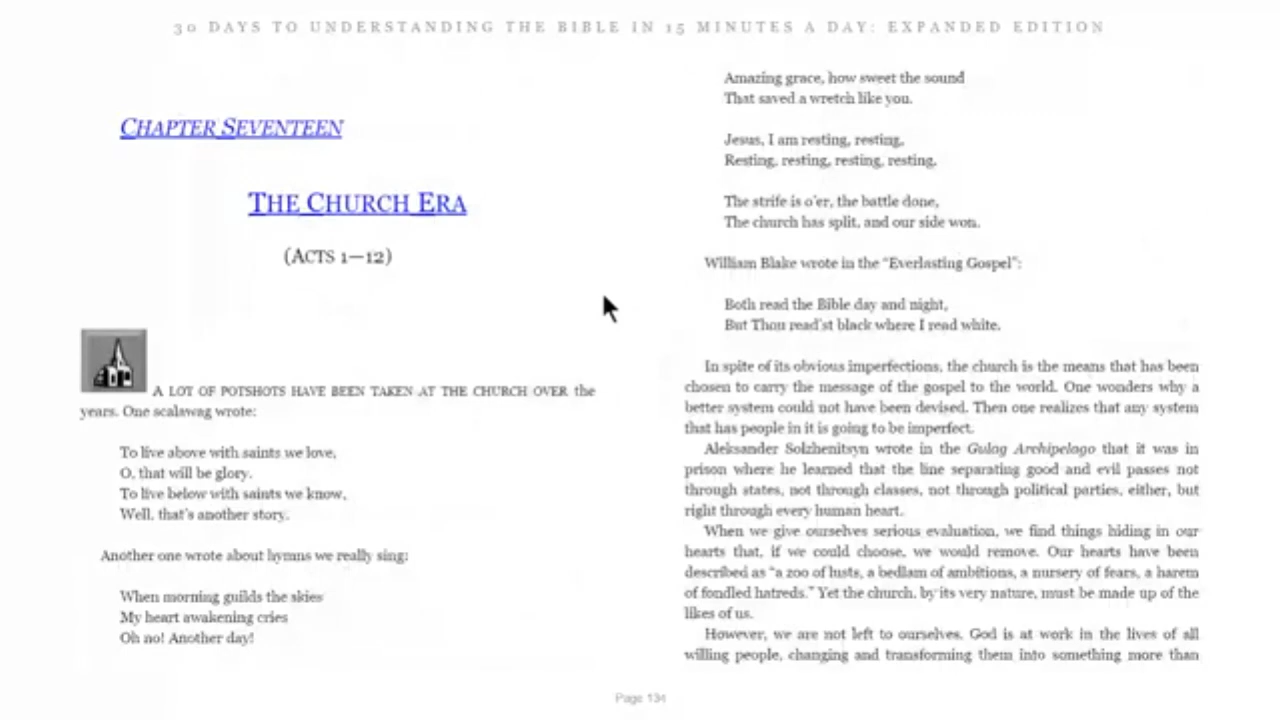 30 DAYS TO UNDERSTANDING THE BIBLE IN 15 MINUTES A DAY: EXPANDED EDITION
CHAPTER SEVENTEEN
THE CHURCH ERA
(ACTS 1—12)
A LOT OF POTSHOTS HAVE BEEN TAKEN AT THE CHURCH OVER the
years. One scalawag wrote:
To live above with saints we love,
O, that will be glory.
To live below with saints we know,
Well, that's another story.
Another one wrote about hymns we really sing:
When morning guilds the skies
My heart awakening cries
Oh no! Another day!
Amazing grace, how sweet the sound
That saved a wretch like you.
Jesus, I am resting, resting,
Resting, resting, resting, resting.
The strife is o'er, the battle done,
The church has split, and our side won.
William Blake wrote in the "Everlasting Gospel":
Both read the Bible day and night,
But Thou read'st black where I read white.
In spite of its obvious imperfections, the church is the means that has been
chosen to carry the message of the gospel to the world. One wonders why a
better system could not have been devised. Then one realizes that any system
that has people in it is going to be imperfect.
Aleksander Solzhenitsyn wrote in the Gulag Archipelago that it was in
prison where he learned that the line separating good and evil passes not
through states, not through classes, not through political parties, either, but
right through every human heart.
When we give ourselves serious evaluation, we find things hiding in our
hearts that, if we could choose, we would remove. Our hearts have been
described as "a zoo of lusts, a bedlam of ambitions, a nursery of fears, a harem
of fondled hatreds." Yet the church, by its very nature, must be made up of the
likes of us.
However, we are not left to ourselves. God is at work in the lives of all
willing people, changing and transforming them into something more than
Page 134